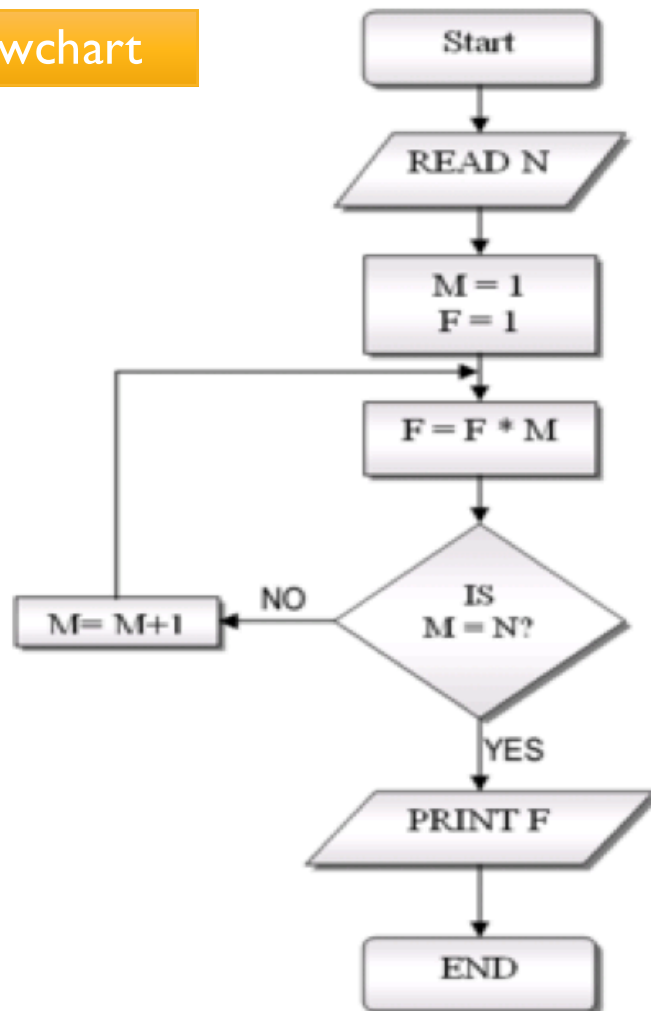 wchart
Start
READ N
M = 1
F = 1
F = F * M
IS
M = N?
NO
M= M+1
YES
PRINT F
END